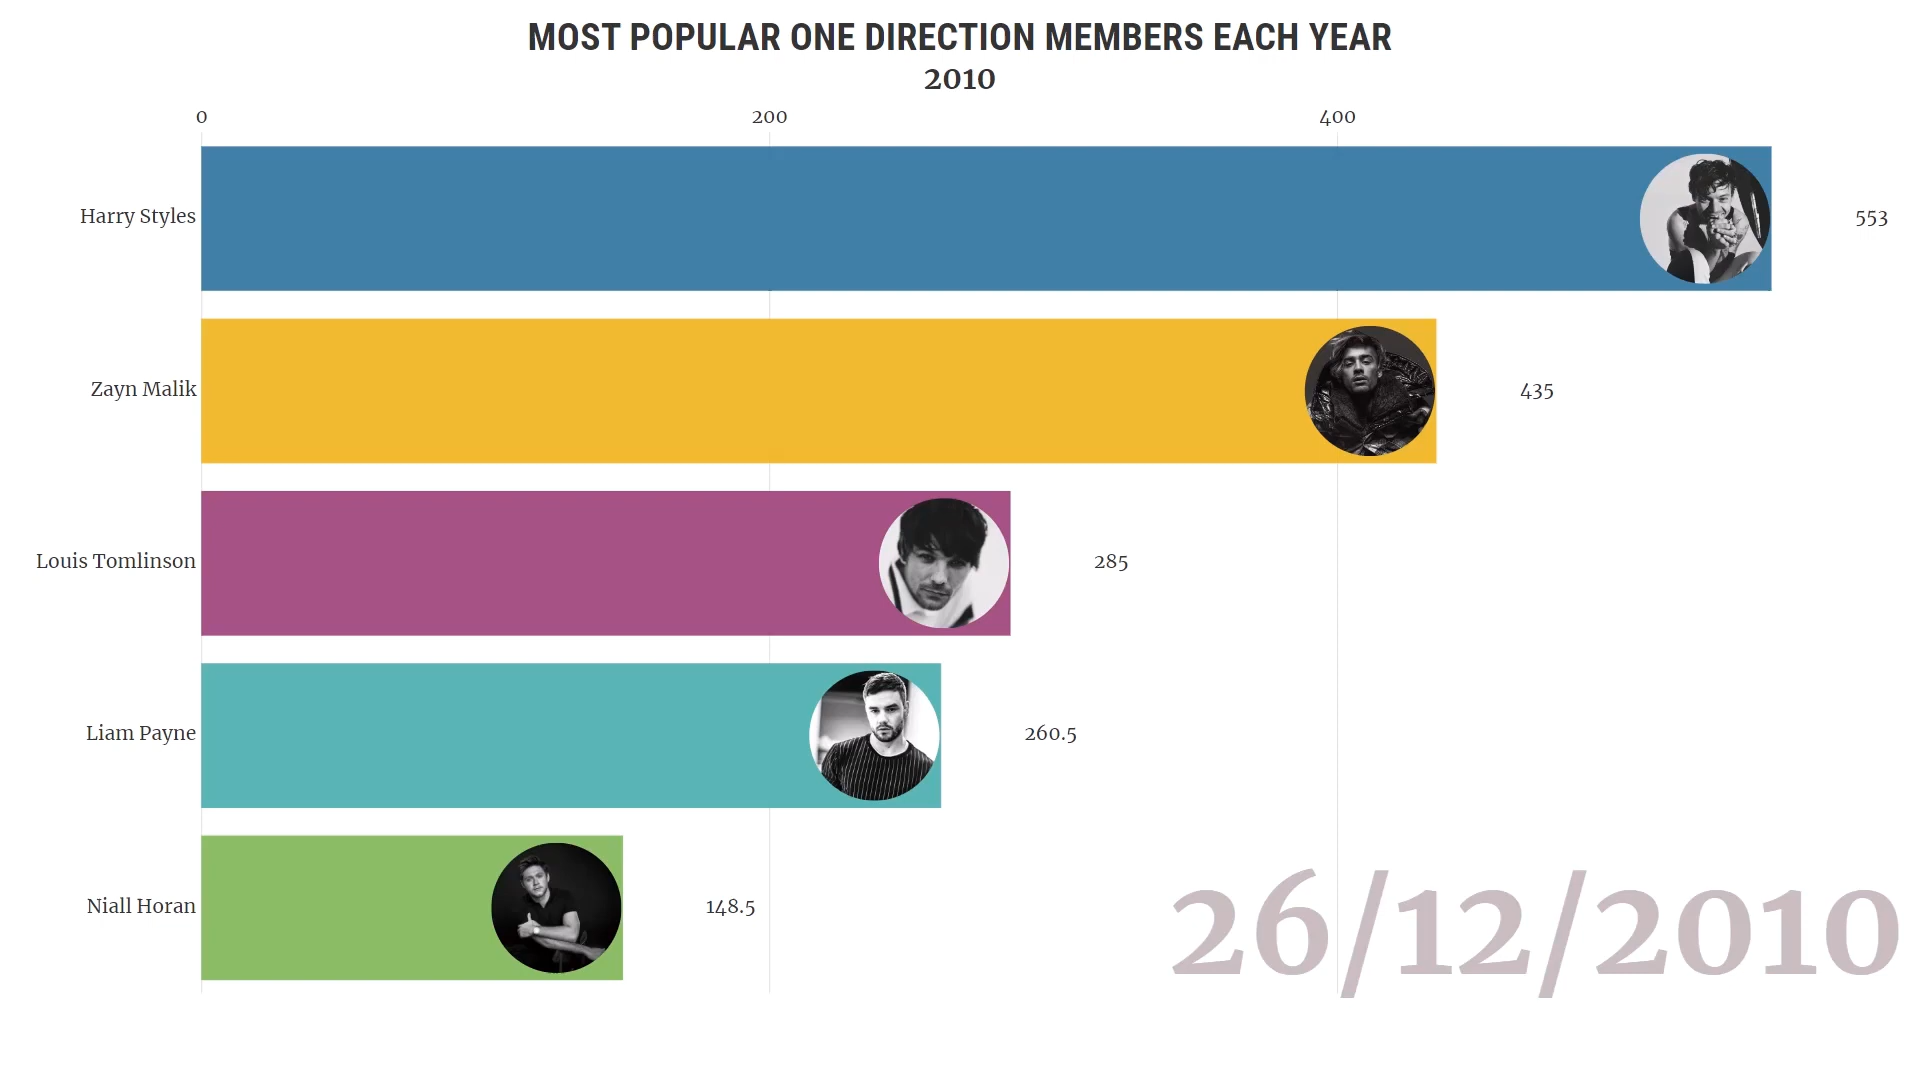 MOST POPULAR ONE DIRECTION MEMBERS EACH YEAR
2010
0 200 400
Harry Styles 553
Zayn Malik 435
Louis Tomlinson 285
Liam Payne 260.5
Niall Horan 148.5
26/12/2010